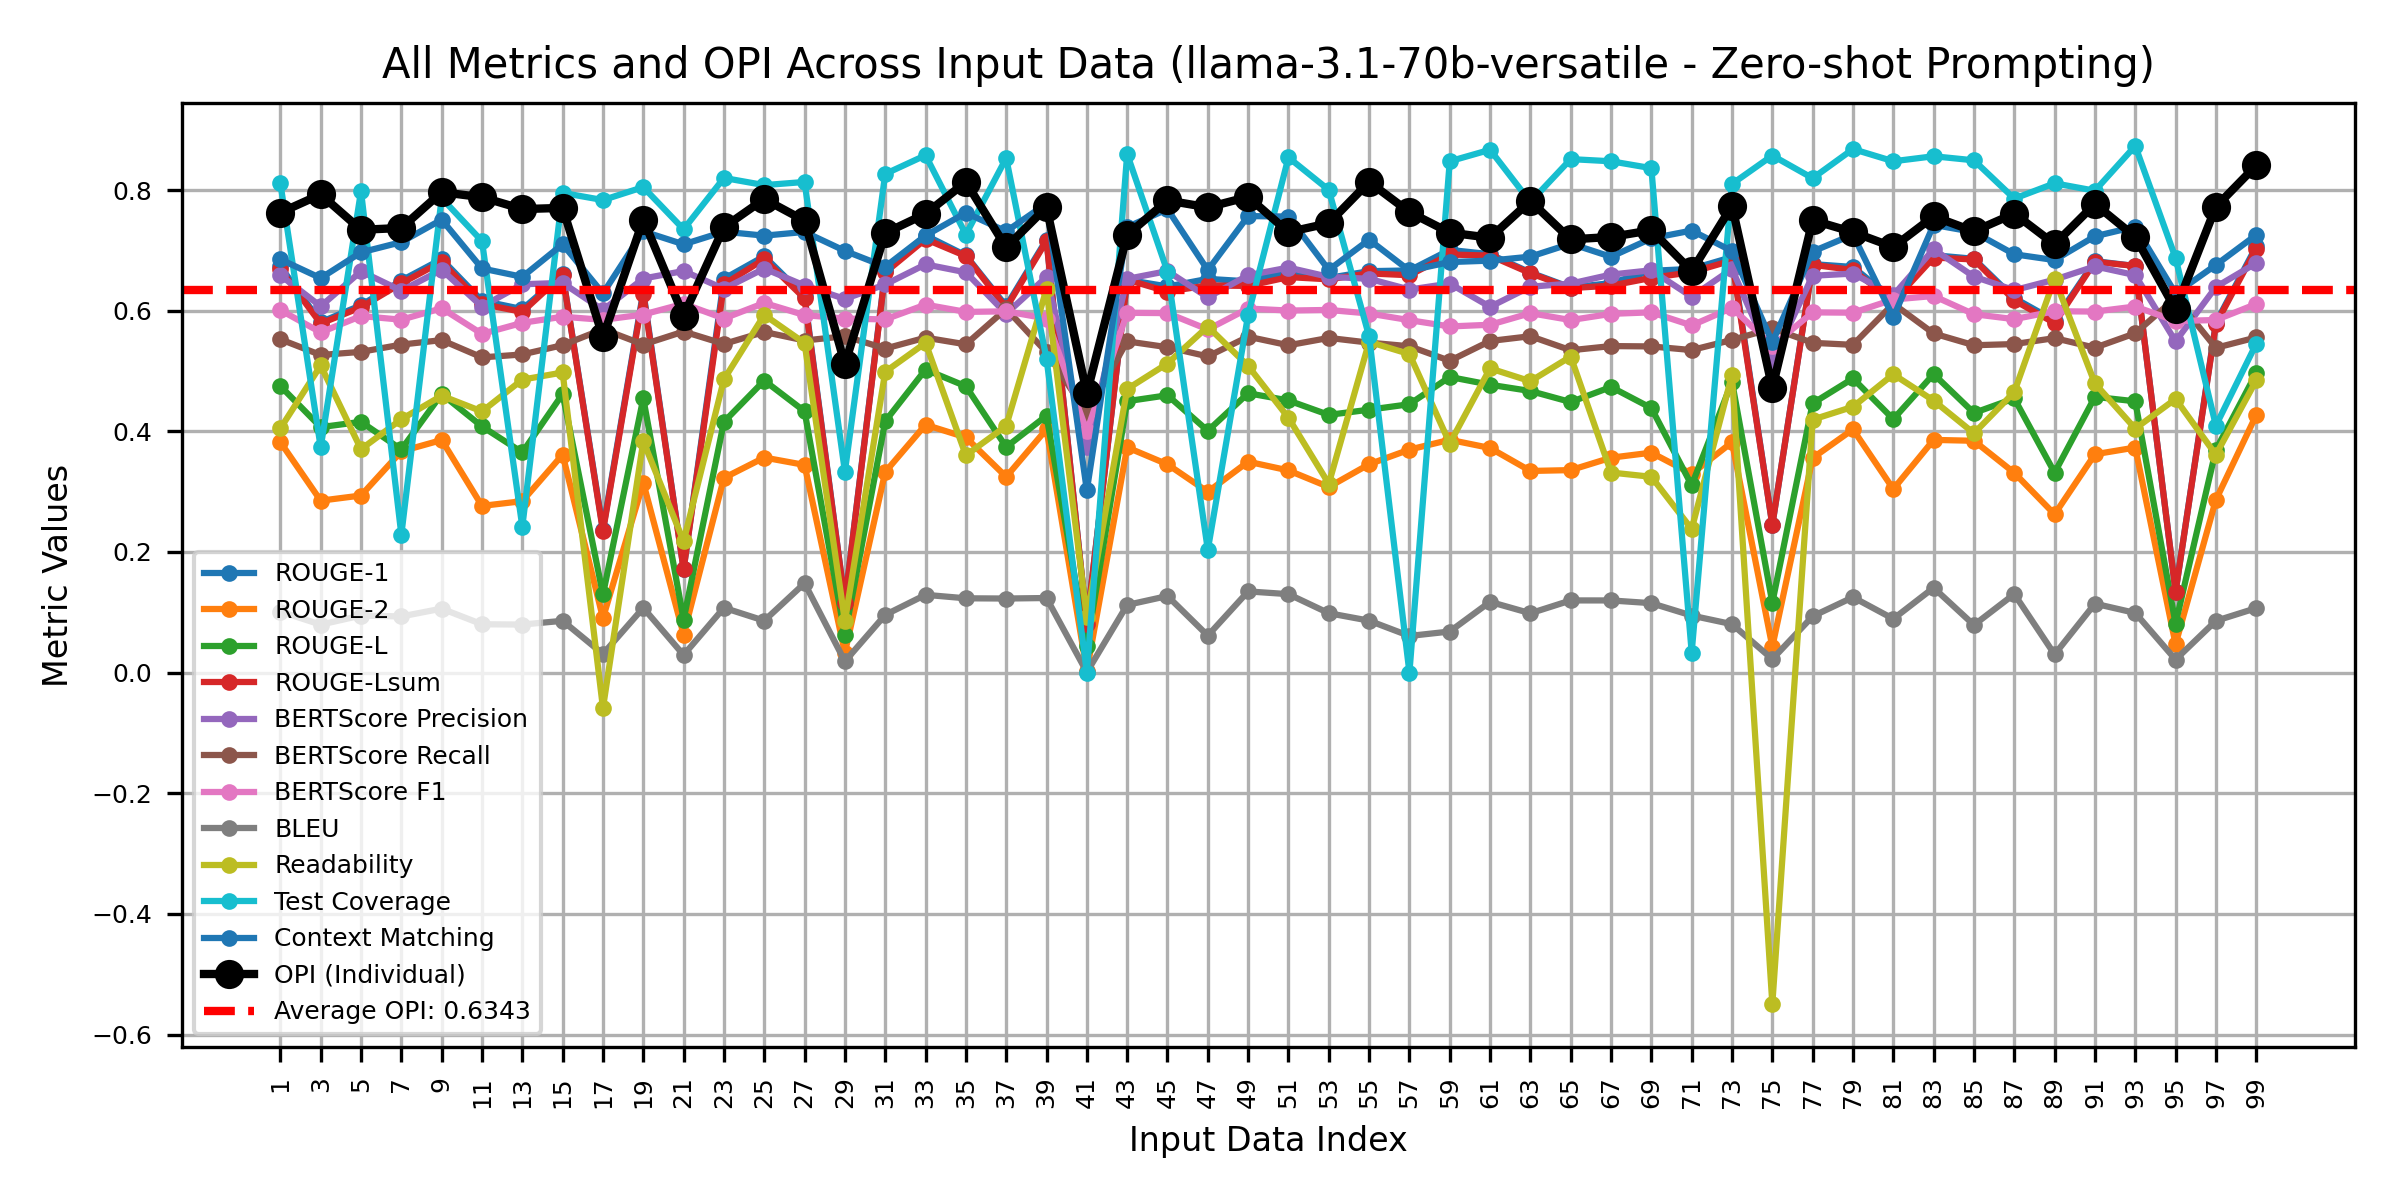 All Metrics and OPI Across Input Data (llama-3.1-70b-versatile - Zero-shot Prompting)
Metric Values
0.8
0.6
0.4
0.2
0.0
−0.2
−0.4
−0.6
ROUGE-1
ROUGE-2
ROUGE-L
ROUGE-Lsum
BERTScore Precision
BERTScore Recall
BERTScore F1
BLEU
Readability
Test Coverage
Context Matching
OPI (Individual)
Average OPI: 0.6343
1 3 5 7 9 11 13 15 17 19 21 23 25 27 29 31 33 35 37 39 41 43 45 47 49 51 53 55 57 59 61 63 65 67 69 71 73 75 77 79 81 83 85 87 89 91 93 95 97 99
Input Data Index